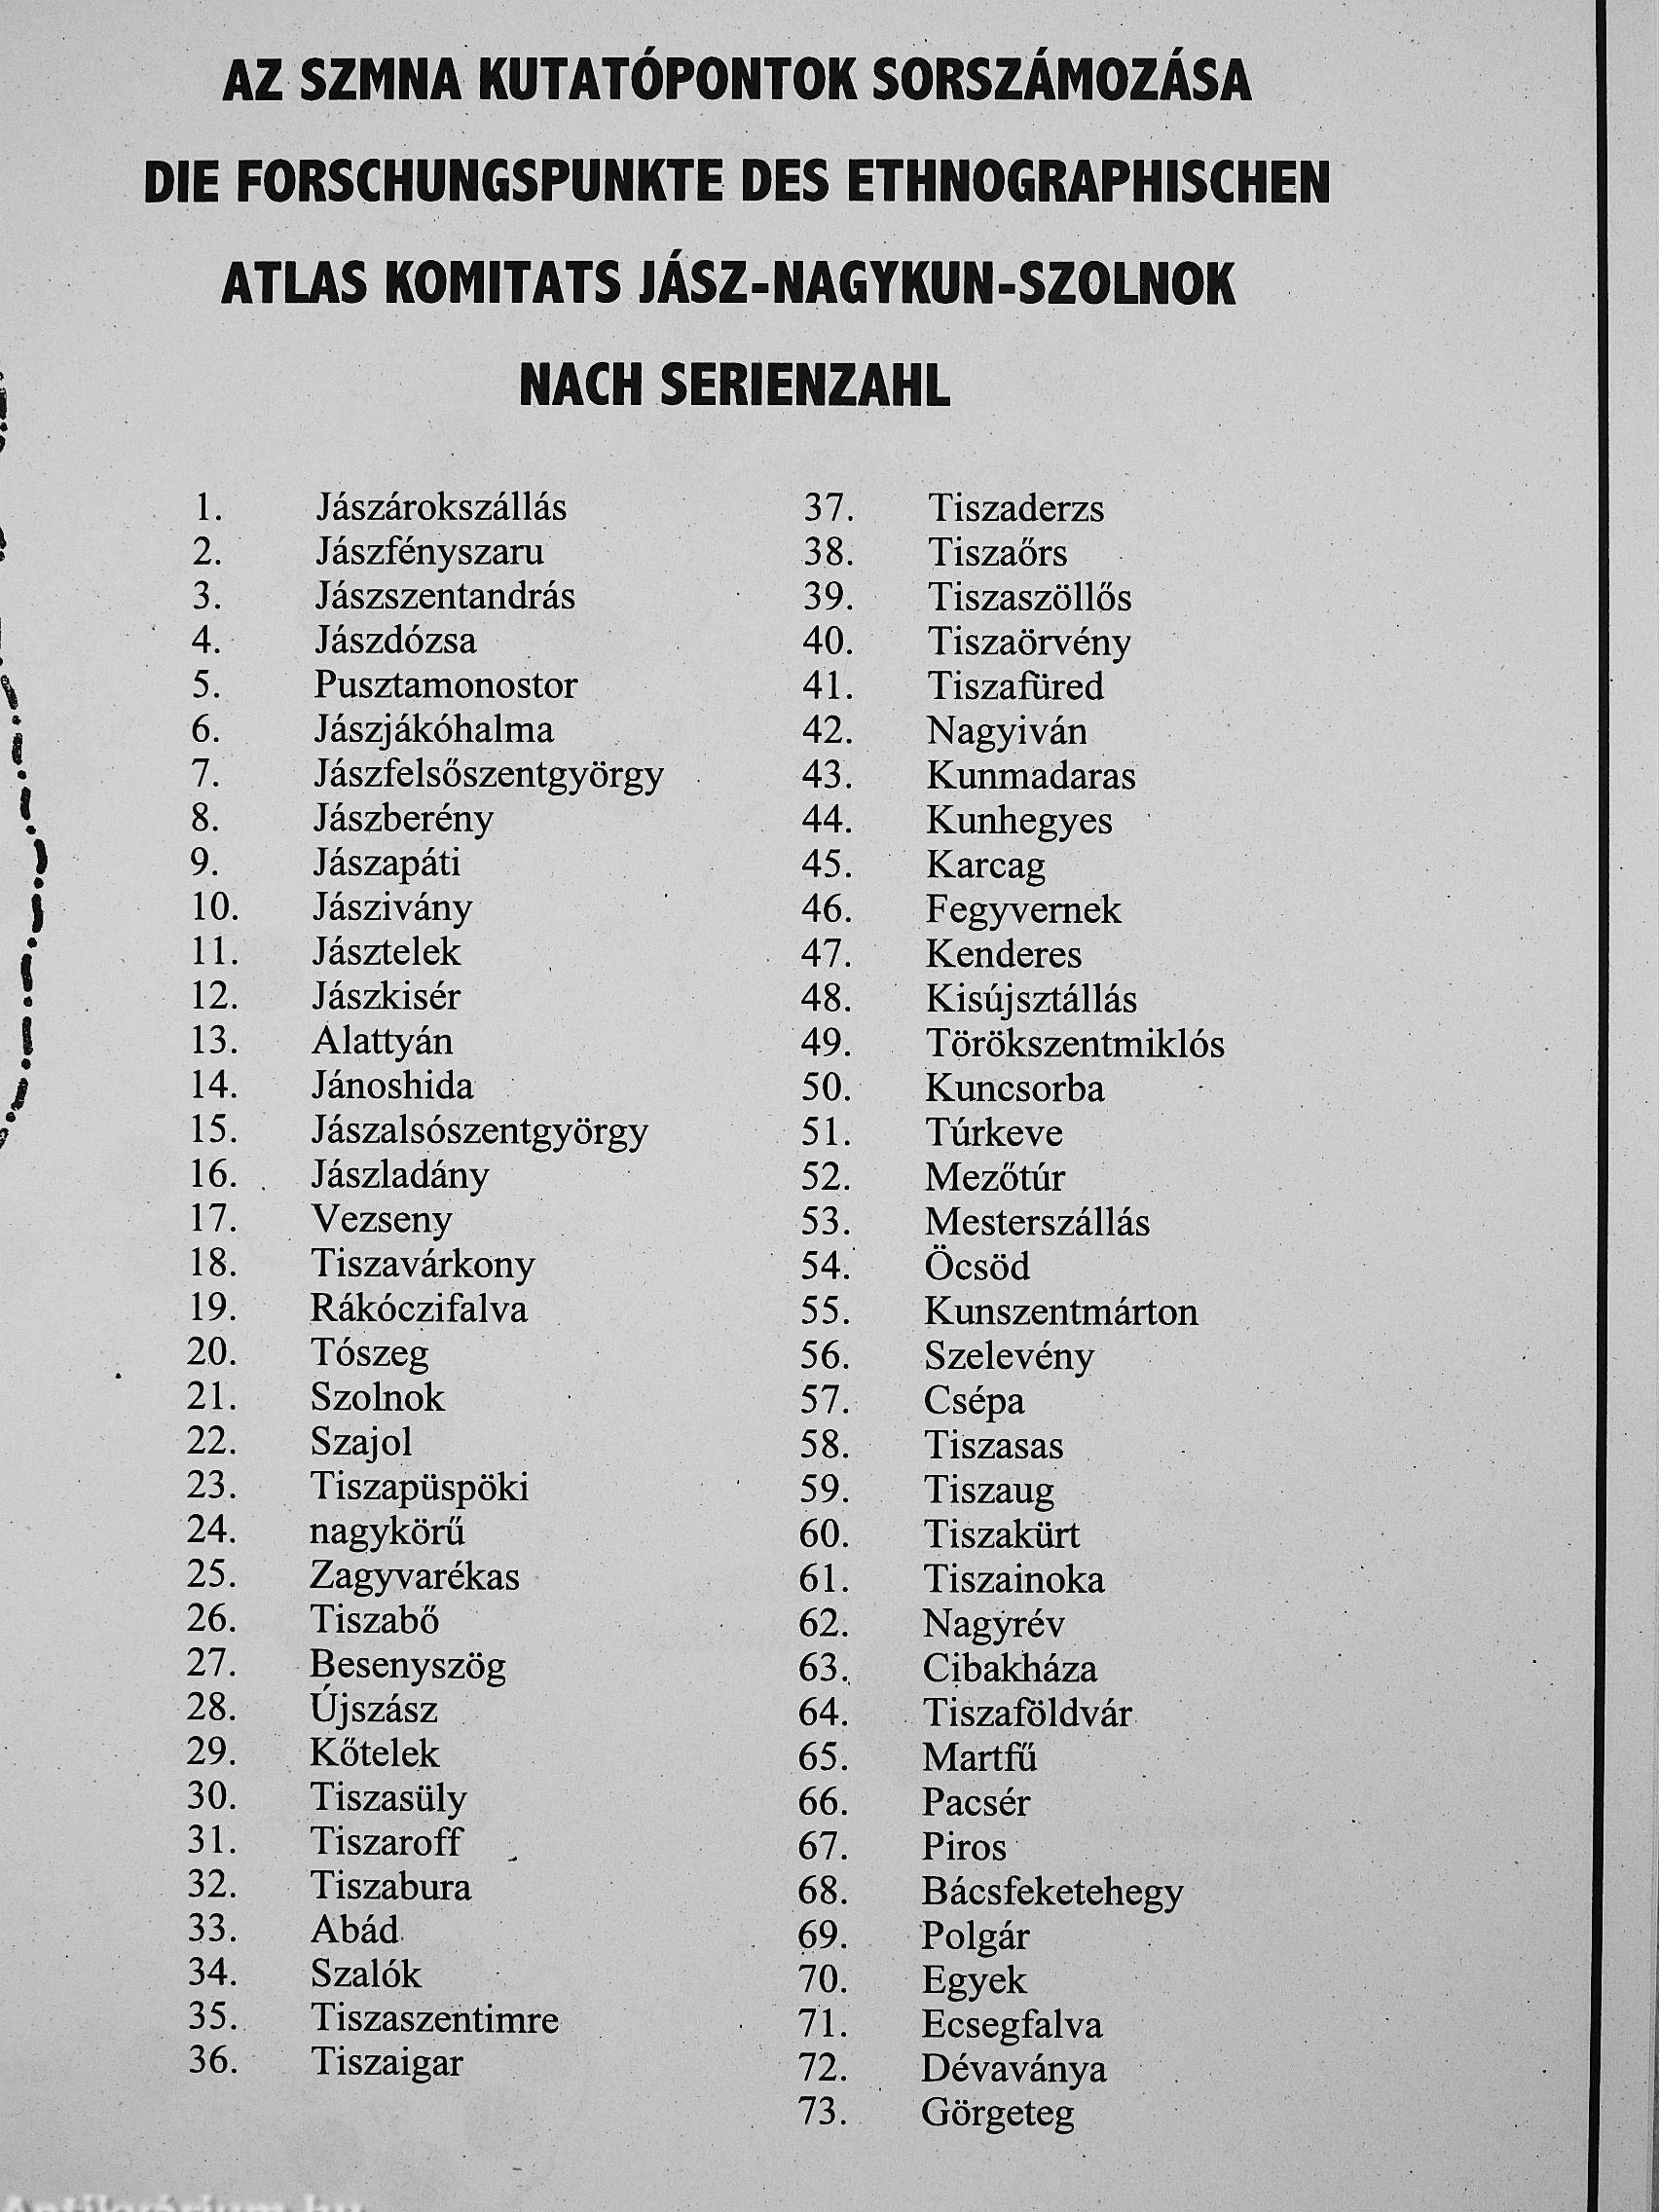 AZ SZMNA KUTATÓPONTOK SORSZÁMOZÁSA
DIE FORSCHUNGSPUNKTE DES ETHNOGRAPHISCHEN
ATLAS KOMITATS JÁSZ-NAGYKUN-SZOLNOK
NACH SERIENZAHL
1. Jászárokszállás
2. Jászfényszaru
3. Jászszentandrás
4. Jászdózsa
5. Pusztamonostor
6. Jászjákóhalma
7. Jászfelsőszentgyörgy
8. Jászberény
9. Jászapáti
10. Jászivány
11. Jásztelek
12. Jászkisér
13. Alattyán
14. Jánoshida
15. Jászalsószentgyörgy
16. Jászladány
17. Vezseny
18. Tiszavárkony
19. Rákóczifalva
20. Tószeg
21. Szolnok
22. Szajol
23. Tiszapüspöki
24. nagykörű
25. Zagyvarékas
26. Tiszabő
27. Besenyszög
28. Újszász
29. Kőtelek
30. Tiszasüly
31. Tiszaroff
32. Tiszabura
33. Abád
34. Szalók
35. Tiszaszentimre
36. Tiszaigar
37. Tiszaderzs
38. Tiszaőrs
39. Tiszaszöllős
40. Tiszaörvény
41. Tiszafüred
42. Nagyiván
43. Kunmadaras
44. Kunhegyes
45. Karcag
46. Fegyvernek
47. Kenderes
48. Kisújsztállás
49. Törökszentmiklós
50. Kuncsorba
51. Túrkeve
52. Mezőtúr
53. Mesterszállás
54. Öcsöd
55. Kunszentmárton
56. Szelevény
57. Csépa
58. Tiszasas
59. Tiszaug
60. Tiszakürt
61. Tiszainoka
62. Nagyrév
63. Cibakháza
64. Tiszaföldvár
65. Martfű
66. Pacsér
67. Piros
68. Bácsfeketehegy
69. Polgár
70. Egyek
71. Ecsegfalva
72. Dévaványa
73. Görgeteg